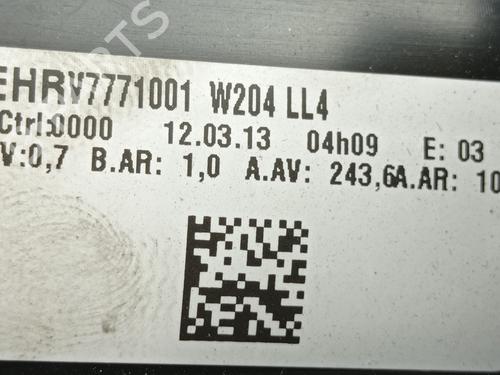 PARTS
EHRV7771001 W204 LL4
Ctrl:0000 12.03.13 04h09 E: 03
V:0,7 B.AR: 1,0 A.AV: 243,6A.AR: 10